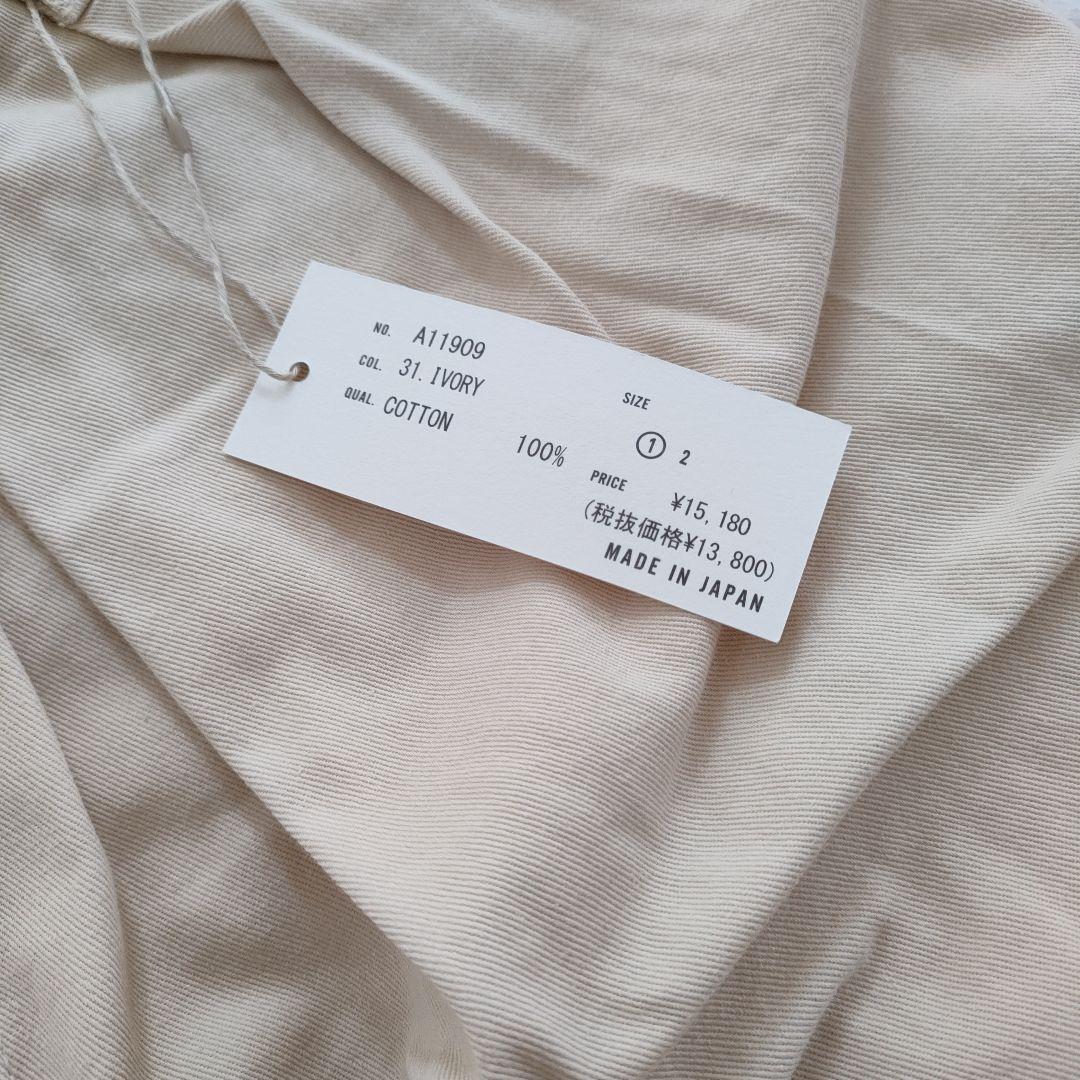 NO. A11909
COL. 31. IVORY
QUAL. COTTON
100%
SIZE
① 2
PRICE ¥15,180
(税抜価格¥13,800)
MADE IN JAPAN